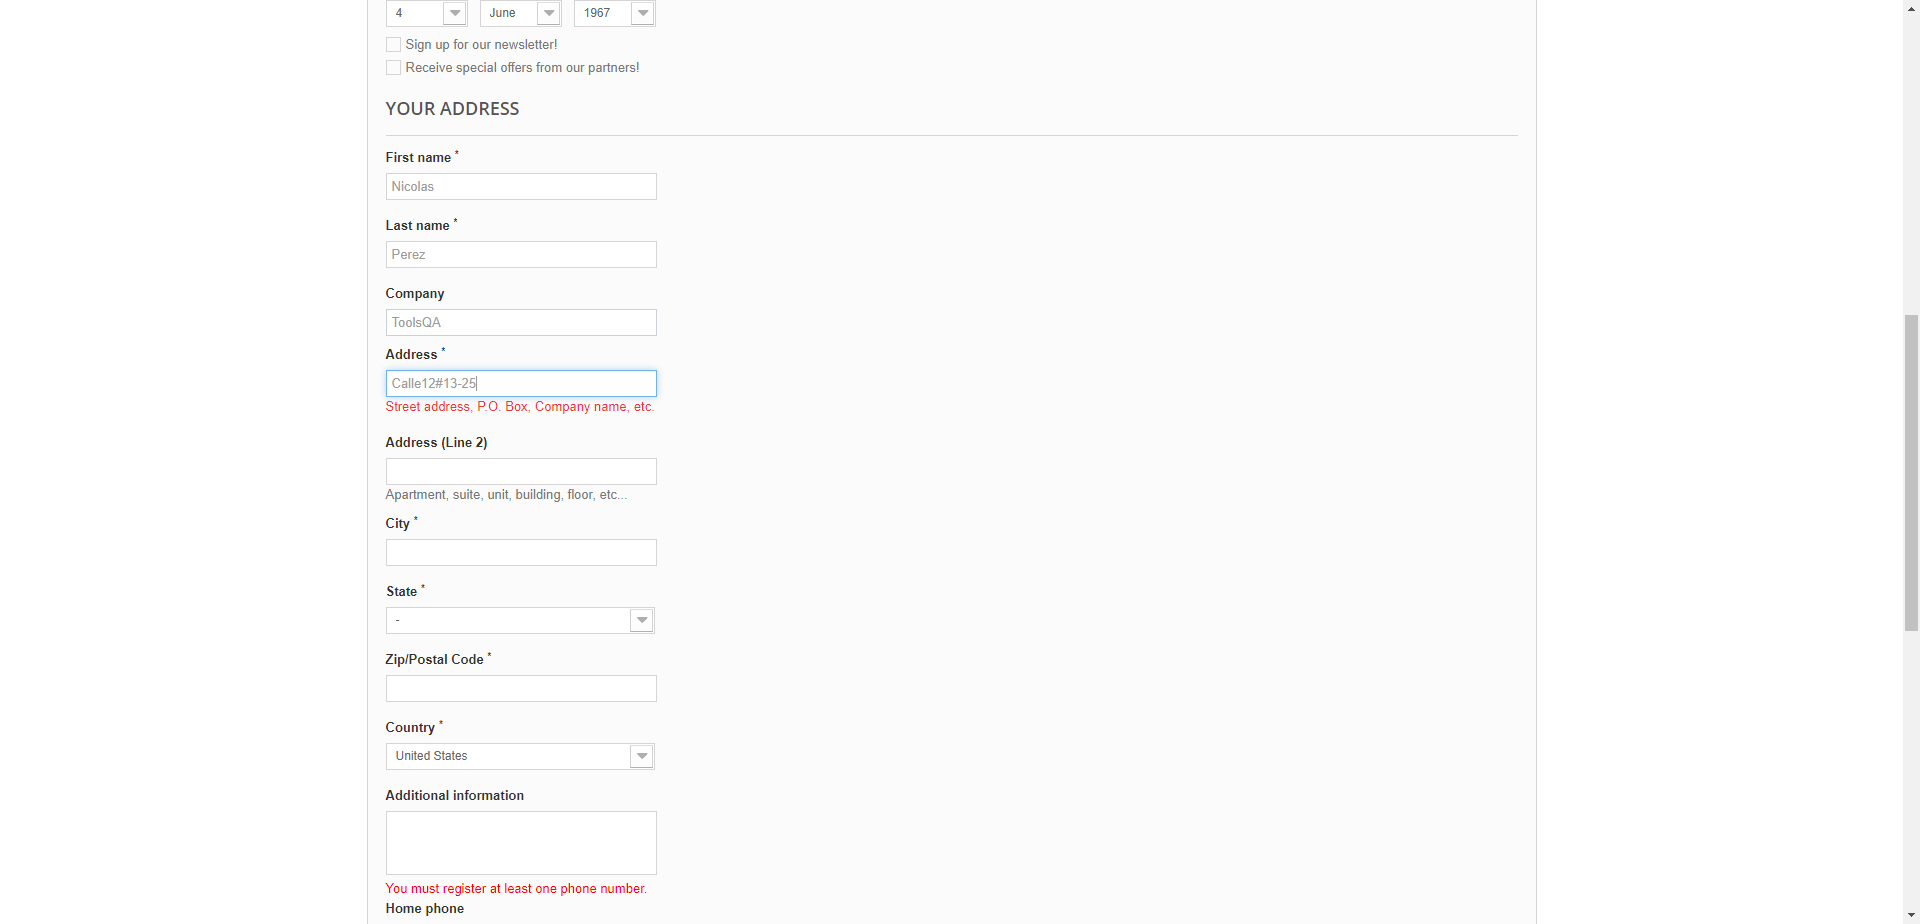 4 June 1967
Sign up for our newsletter!
Receive special offers from our partners!
YOUR ADDRESS
First name *
Nicolas
Last name *
Perez
Company
ToolsQA
Address *
Calle12#13-25
Street address, P.O. Box, Company name, etc.
Address (Line 2)
Apartment, suite, unit, building, floor, etc...
City *
State *
-
Zip/Postal Code *
Country *
United States
Additional information
You must register at least one phone number.
Home phone